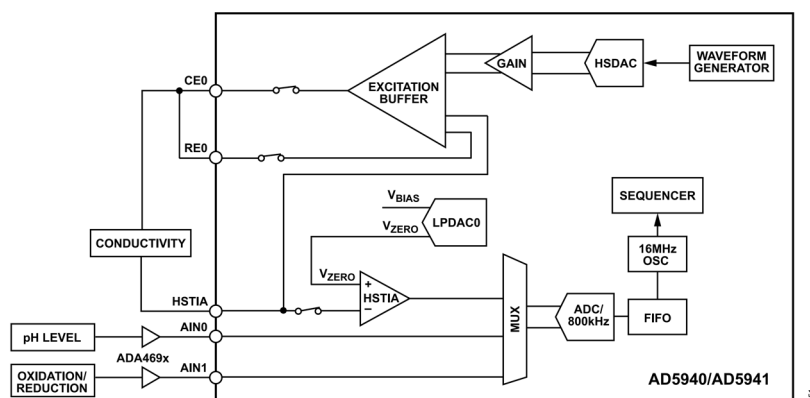 WAVEFORM
GENERATOR
HSDAC
GAIN
EXCITATION
BUFFER
CE0
RE0
SEQUENCER
VBIAS
LPDAC0
VZERO
CONDUCTIVITY
16MHz
OSC
VZERO
+
HSTIA
–
HSTIA
MUX
ADC/
800kHz
FIFO
pH LEVEL
AIN0
ADA469x
OXIDATION/
REDUCTION
AIN1
AD5940/AD5941